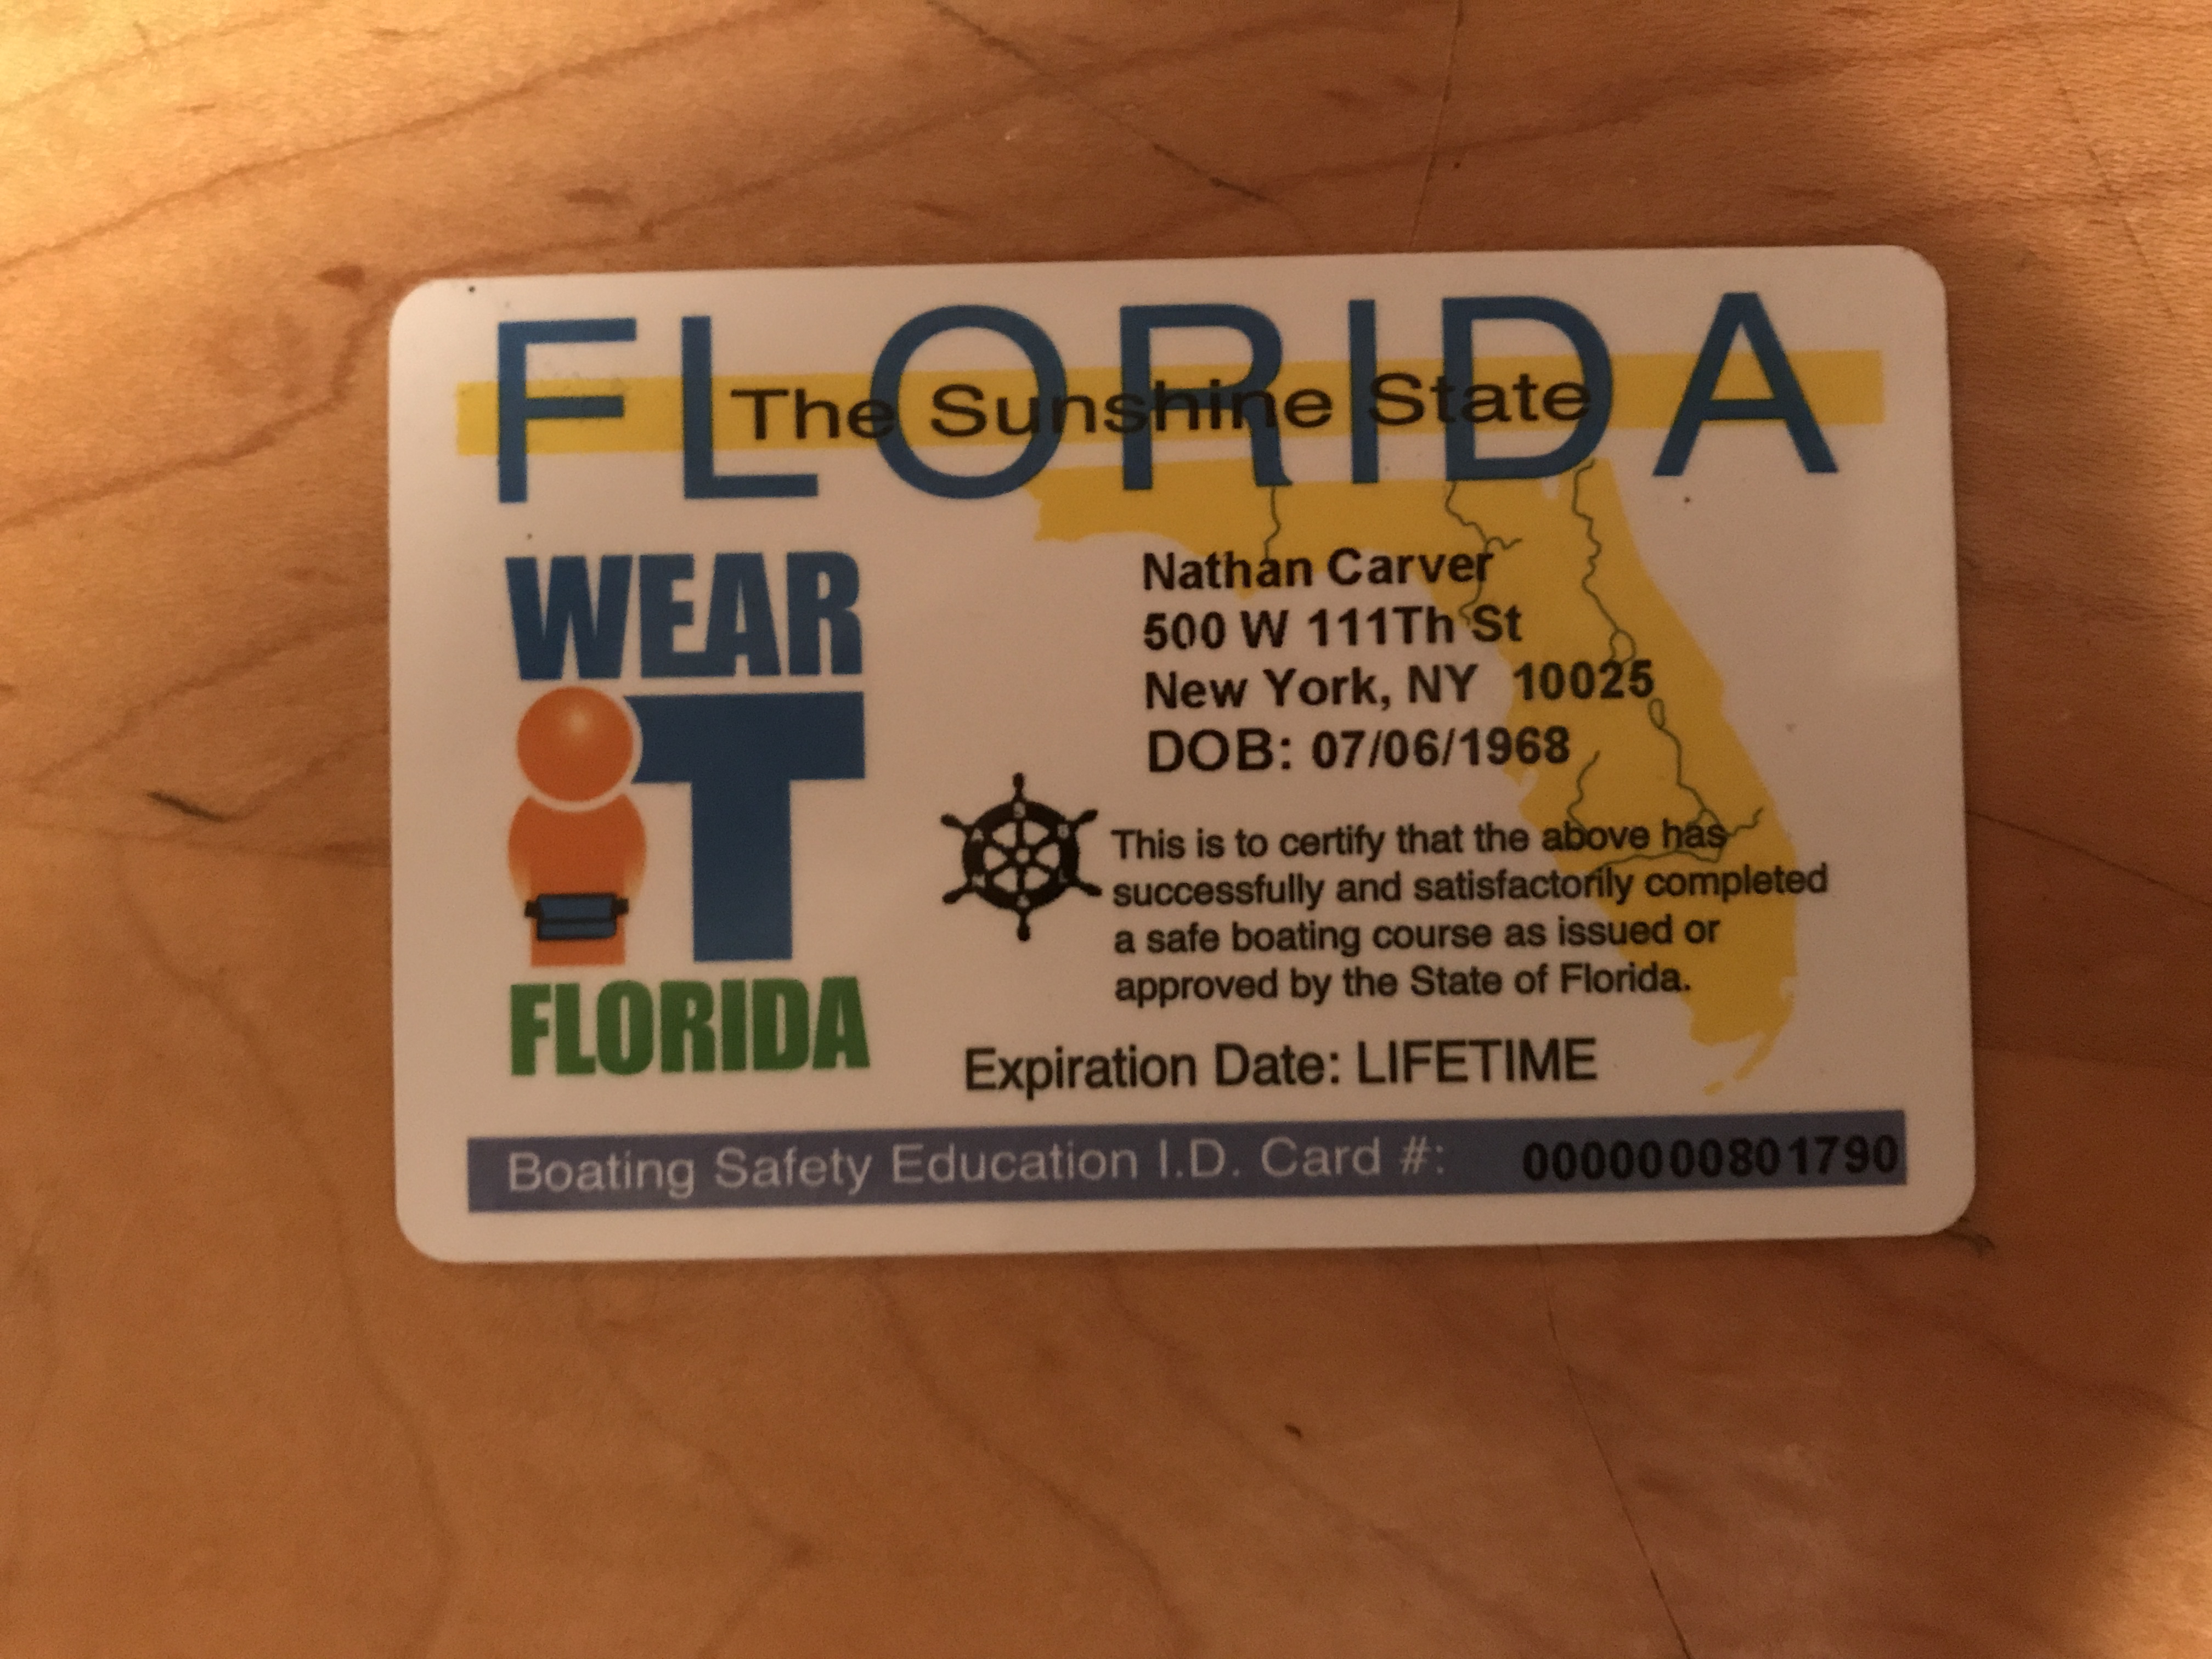 FLORIDA
The Sunshine State
WEAR
iT
FLORIDA
Nathan Carver
500 W 111Th St
New York, NY 10025
DOB: 07/06/1968
This is to certify that the above has
successfully and satisfactorily completed
a safe boating course as issued or
approved by the State of Florida.
Expiration Date: LIFETIME
Boating Safety Education I.D. Card #: 0000000801790